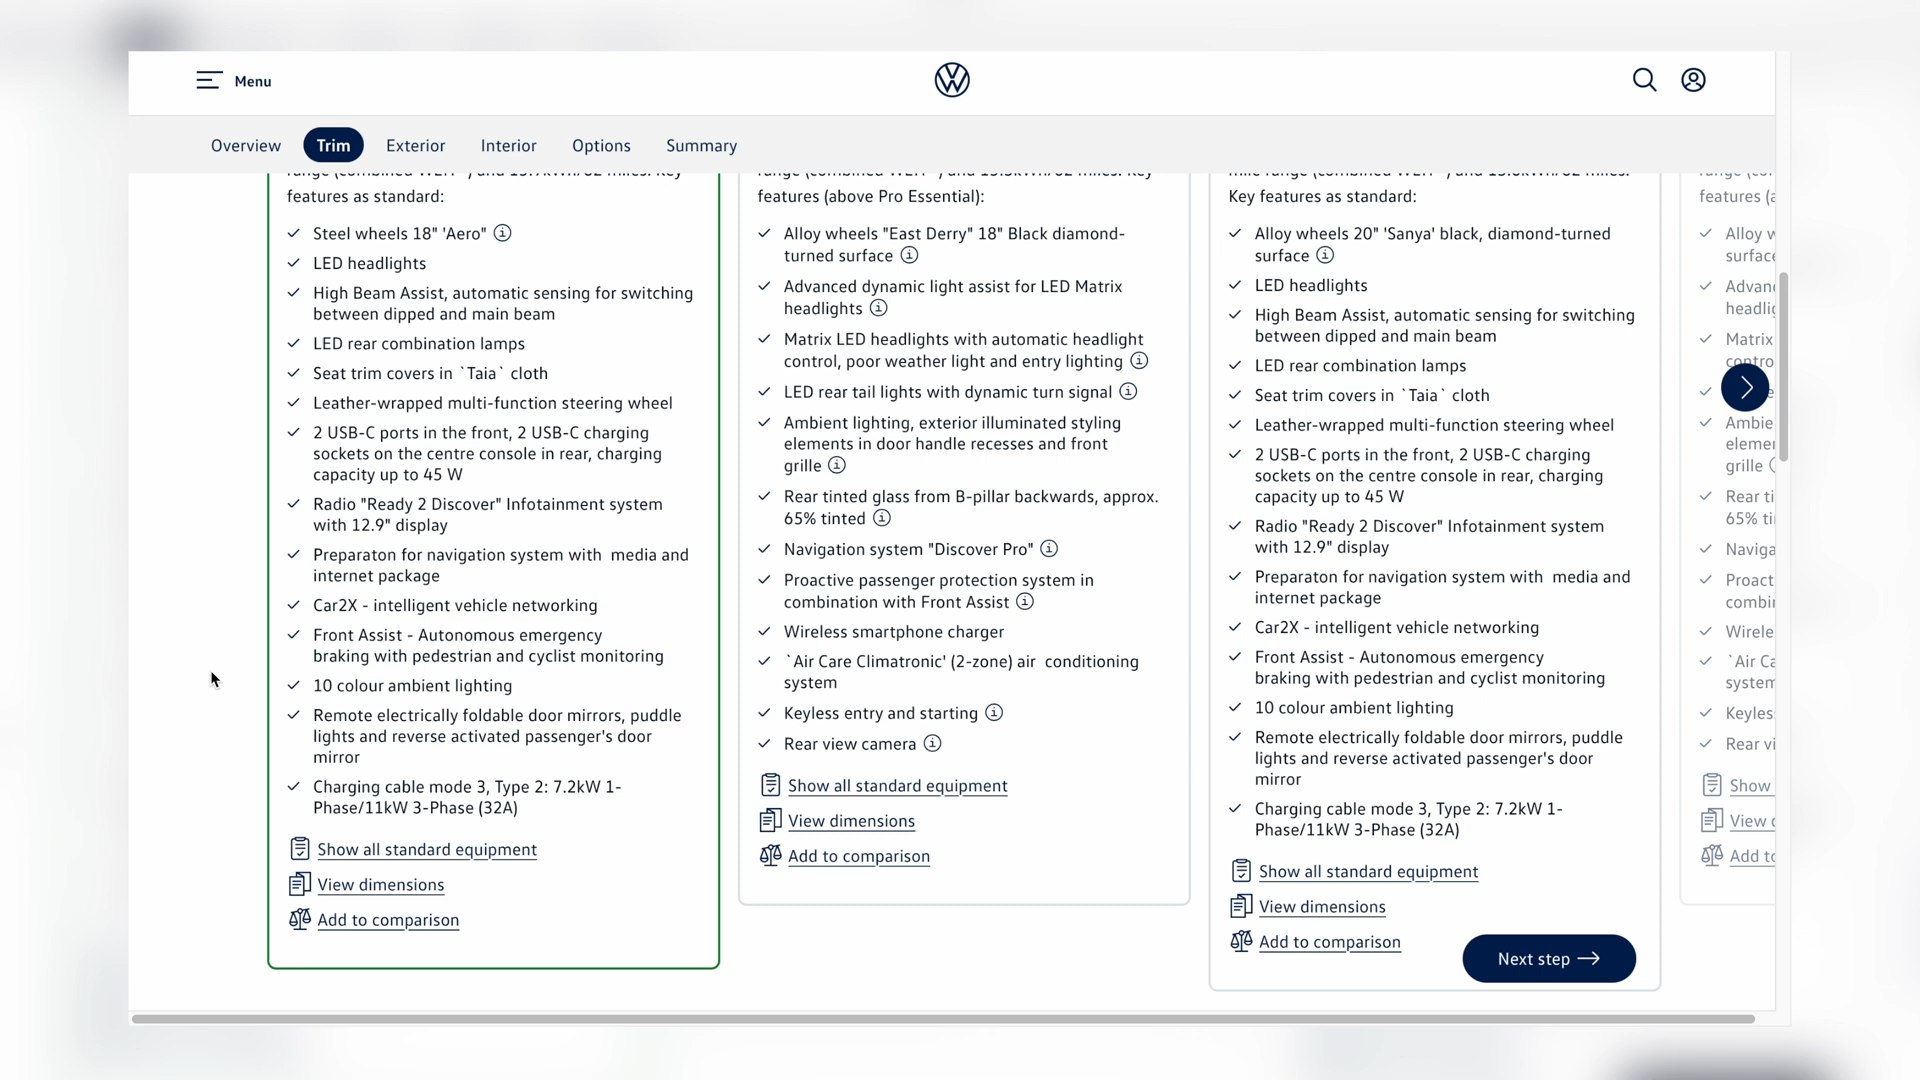 Menu
Overview
Trim
Exterior
Interior
Options
Summary
features as standard:
Steel wheels 18" 'Aero"
LED headlights
High Beam Assist, automatic sensing for switching
between dipped and main beam
LED rear combination lamps
Seat trim covers in `Taia` cloth
Leather-wrapped multi-function steering wheel
2 USB-C ports in the front, 2 USB-C charging
sockets on the centre console in rear, charging
capacity up to 45 W
Radio "Ready 2 Discover" Infotainment system
with 12.9" display
Preparaton for navigation system with  media and
internet package
Car2X - intelligent vehicle networking
Front Assist - Autonomous emergency
braking with pedestrian and cyclist monitoring
10 colour ambient lighting
Remote electrically foldable door mirrors, puddle
lights and reverse activated passenger's door
mirror
Charging cable mode 3, Type 2: 7.2kW 1-
Phase/11kW 3-Phase (32A)
Show all standard equipment
View dimensions
Add to comparison
features (above Pro Essential):
Alloy wheels "East Derry" 18" Black diamond-
turned surface
Advanced dynamic light assist for LED Matrix
headlights
Matrix LED headlights with automatic headlight
control, poor weather light and entry lighting
LED rear tail lights with dynamic turn signal
Ambient lighting, exterior illuminated styling
elements in door handle recesses and front
grille
Rear tinted glass from B-pillar backwards, approx.
65% tinted
Navigation system "Discover Pro"
Proactive passenger protection system in
combination with Front Assist
Wireless smartphone charger
`Air Care Climatronic' (2-zone) air  conditioning
system
Keyless entry and starting
Rear view camera
Show all standard equipment
View dimensions
Add to comparison
Key features as standard:
Alloy wheels 20" 'Sanya' black, diamond-turned
surface
LED headlights
High Beam Assist, automatic sensing for switching
between dipped and main beam
LED rear combination lamps
Seat trim covers in `Taia` cloth
Leather-wrapped multi-function steering wheel
2 USB-C ports in the front, 2 USB-C charging
sockets on the centre console in rear, charging
capacity up to 45 W
Radio "Ready 2 Discover" Infotainment system
with 12.9" display
Preparaton for navigation system with  media and
internet package
Car2X - intelligent vehicle networking
Front Assist - Autonomous emergency
braking with pedestrian and cyclist monitoring
10 colour ambient lighting
Remote electrically foldable door mirrors, puddle
lights and reverse activated passenger's door
mirror
Charging cable mode 3, Type 2: 7.2kW 1-
Phase/11kW 3-Phase (32A)
Show all standard equipment
View dimensions
Add to comparison
Next step
features
Alloy
Matrix
grille
65%
`Air
Show
View
Add